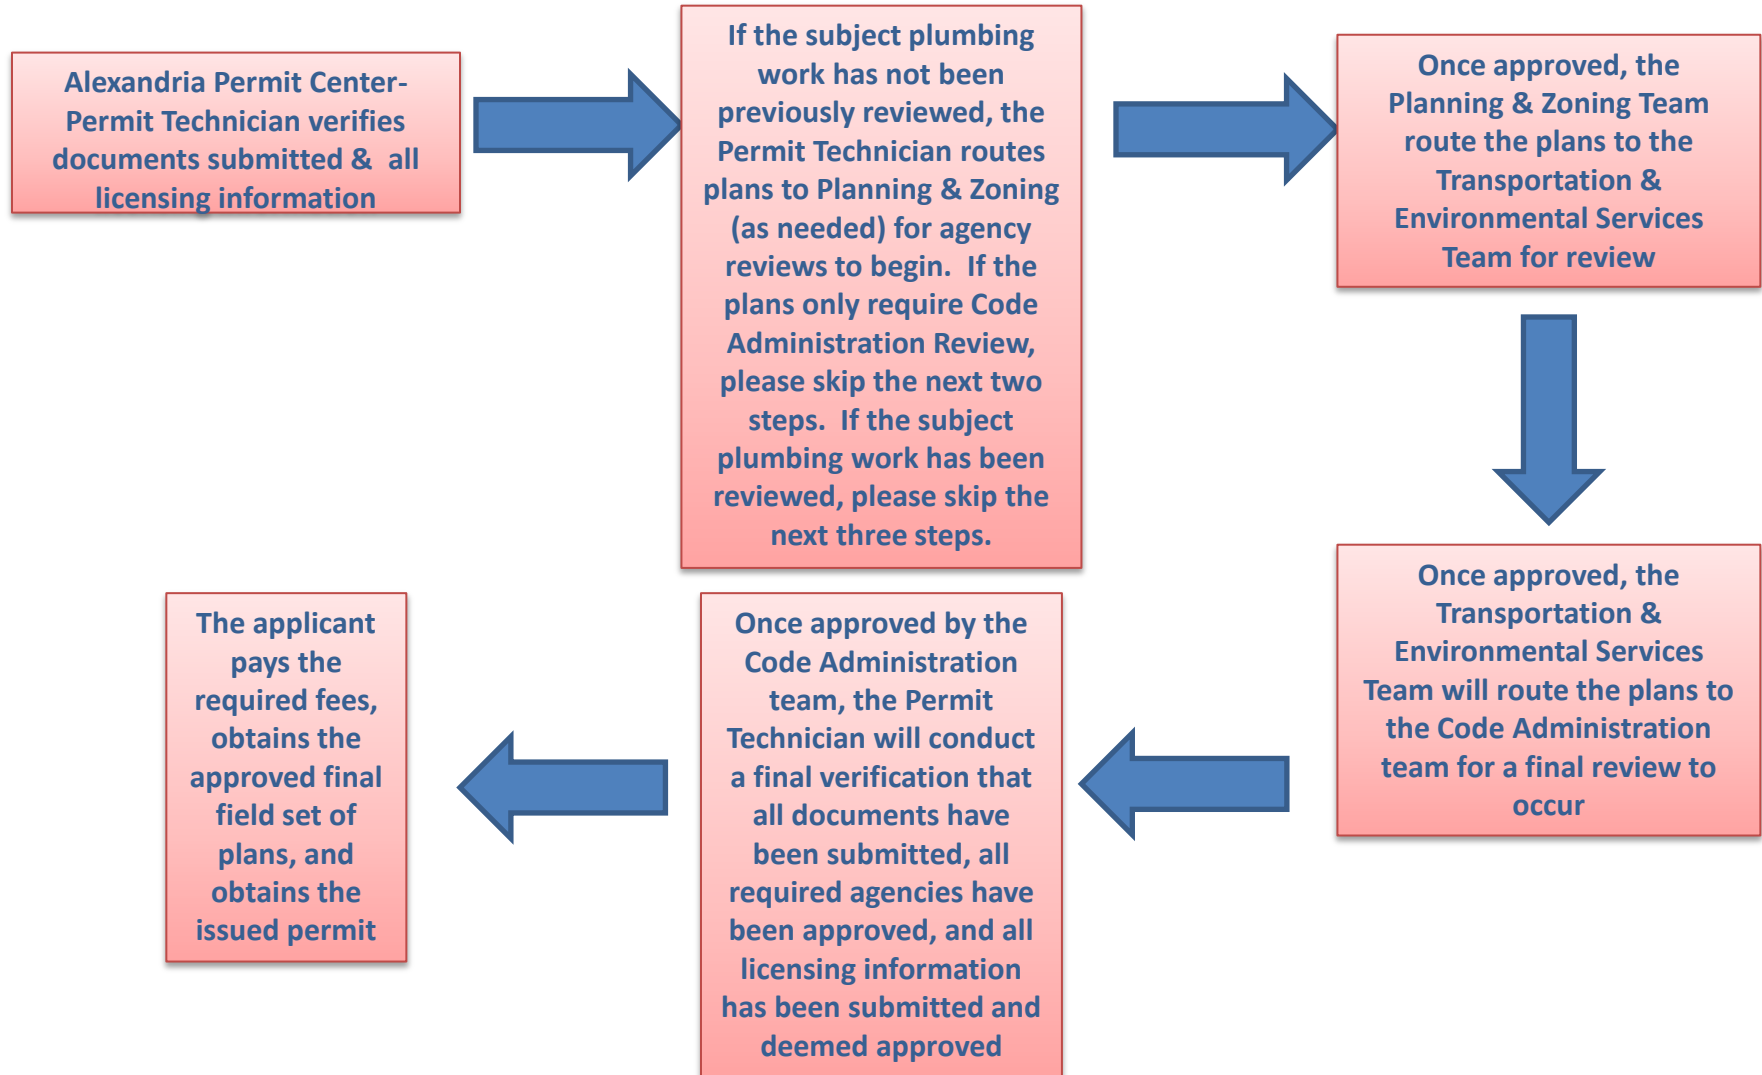 Alexandria Permit Center-
Permit Technician verifies
documents submitted &  all
licensing information
If the subject plumbing
work has not been
previously reviewed, the
Permit Technician routes
plans to Planning & Zoning
(as needed) for agency
reviews to begin.  If the
plans only require Code
Administration Review,
please skip the next two
steps.  If the subject
plumbing work has been
reviewed, please skip the
next three steps.
Once approved, the
Planning & Zoning Team
route the plans to the
Transportation &
Environmental Services
Team for review
Once approved, the
Transportation &
Environmental Services
Team will route the plans to
the Code Administration
team for a final review to
occur
Once approved by the
Code Administration
team, the Permit
Technician will conduct
a final verification that
all documents have
been submitted, all
required agencies have
been approved, and all
licensing information
has been submitted and
deemed approved
The applicant
pays the
required fees,
obtains the
approved final
field set of
plans, and
obtains the
issued permit